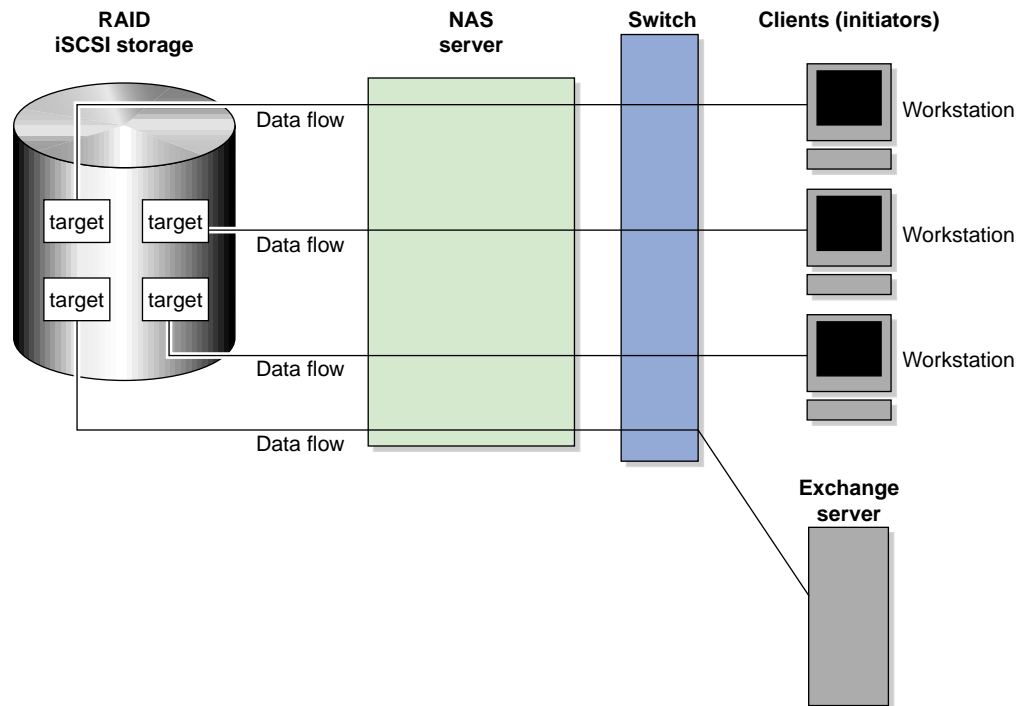 RAID
iSCSI storage
NAS
server
Switch
Clients (initiators)
Data flow
Workstation
target
target
Data flow
Workstation
target
target
Data flow
Workstation
Data flow
Exchange
server